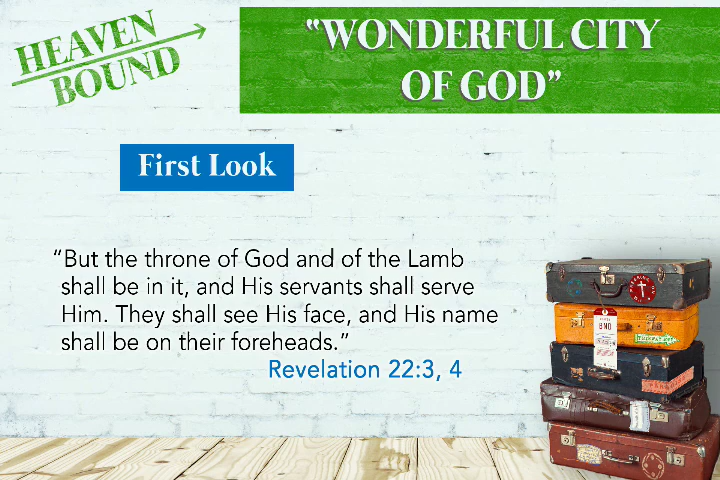 HEAVEN
BOUND
“WONDERFUL CITY
OF GOD”
First Look
“But the throne of God and of the Lamb
shall be in it, and His servants shall serve
Him. They shall see His face, and His name
shall be on their foreheads.”
Revelation 22:3, 4
BND